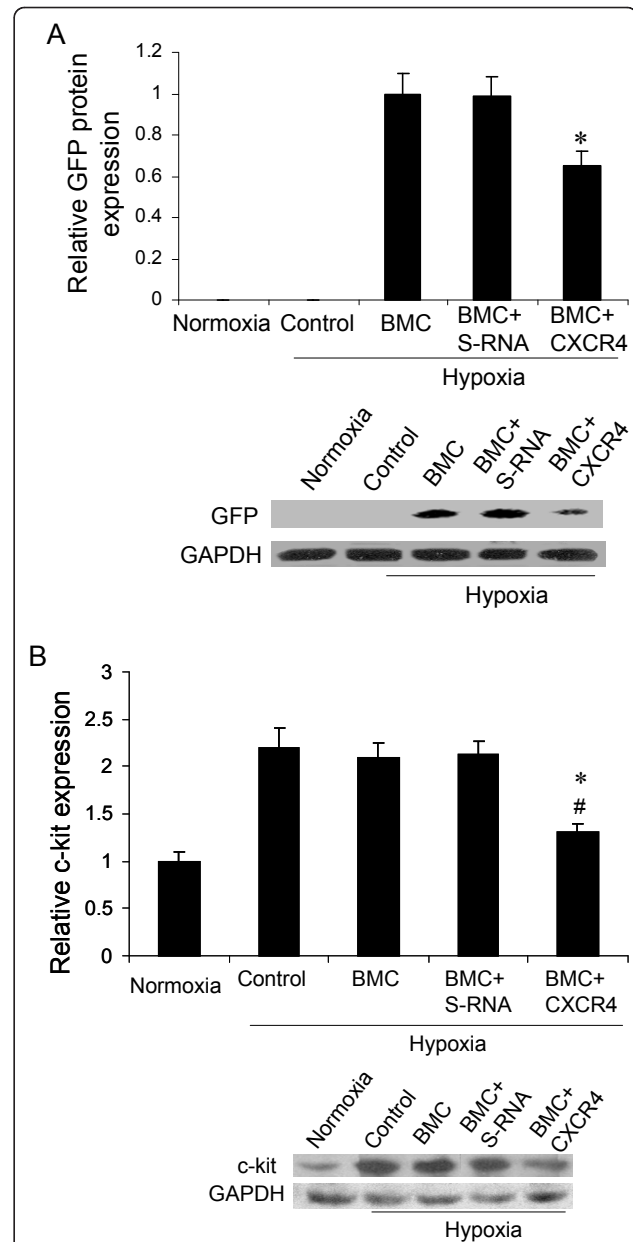 A
Relative GFP protein
expression
1.2
1
0.8
0.6
0.4
0.2
0
*
Normoxia Control BMC BMC+ BMC+
S-RNA CXCR4
Hypoxia
Normoxia Control BMC BMC+ S-RNA BMC+ CXCR4
GFP
GAPDH
Hypoxia
B
Relative c-kit expression
3
2.5
2
1.5
1
0.5
0
*
#
Normoxia Control BMC BMC+ BMC+
S-RNA CXCR4
Hypoxia
Normoxia Control BMC BMC+ S-RNA BMC+ CXCR4
c-kit
GAPDH
Hypoxia